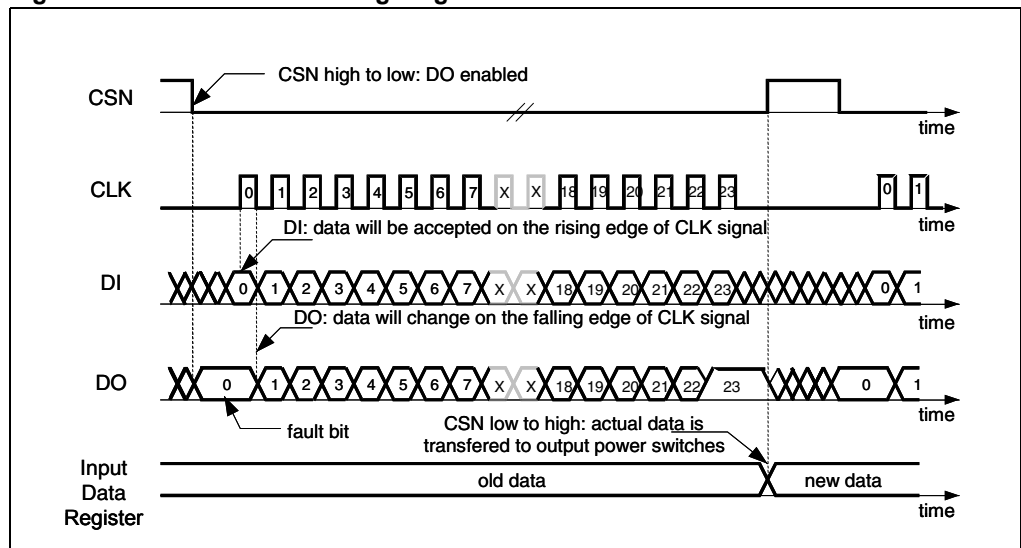 CSN high to low: DO enabled
CSN
time
CLK
0 1 2 3 4 5 6 7 X X 18 19 20 21 22 23 0 1
time
DI: data will be accepted on the rising edge of CLK signal
DI
0 1 2 3 4 5 6 7 X X 18 19 20 21 22 23 0 1
time
DO: data will change on the falling edge of CLK signal
DO
0 1 2 3 4 5 6 7 X X 18 19 20 21 22 23 0 1
time
fault bit
CSN low to high: actual data is
transfered to output power switches
Input
Data
Register
old data
new data
time